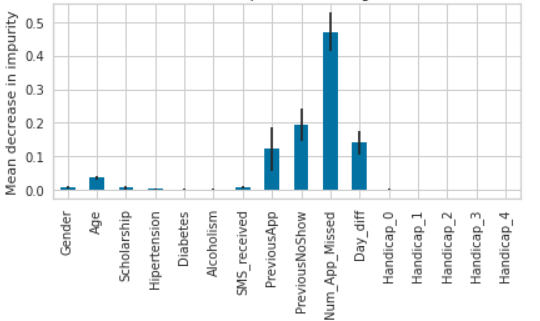 Mean decrease in impurity
0.5
0.4
0.3
0.2
0.1
0.0
Gender
Age
Scholarship
Hipertension
Diabetes
Alcoholism
SMS_received
PreviousApp
PreviousNoShow
Num_App_Missed
Day_diff
Handicap_0
Handicap_1
Handicap_2
Handicap_3
Handicap_4